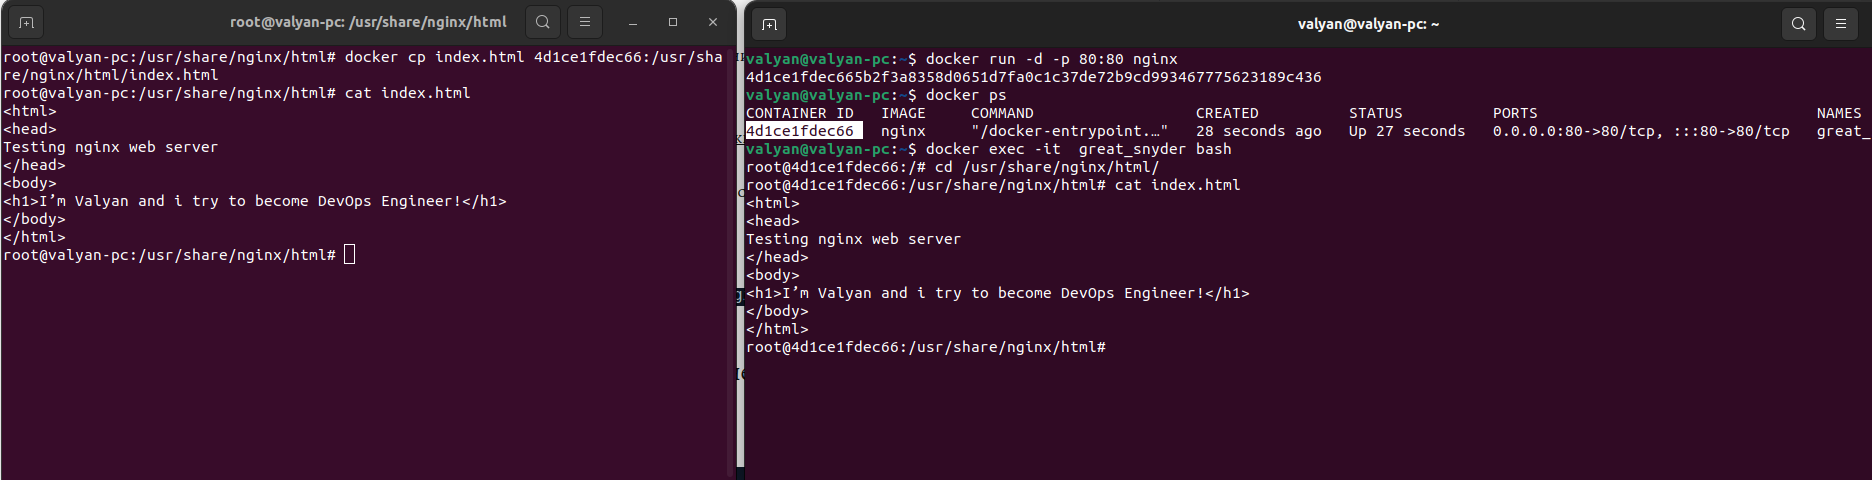 root@valyan-pc: /usr/share/nginx/html
root@valyan-pc:/usr/share/nginx/html# docker cp index.html 4d1ce1fdec66:/usr/sha
re/nginx/html/index.html
root@valyan-pc:/usr/share/nginx/html# cat index.html
<html>
<head>
Testing nginx web server
</head>
<body>
<h1>I’m Valyan and i try to become DevOps Engineer!</h1>
</body>
</html>
root@valyan-pc:/usr/share/nginx/html#
valyan@valyan-pc: ~
valyan@valyan-pc:~$ docker run -d -p 80:80 nginx
4d1ce1fdec665b2f3a8358d0651d7fa0c1c37de72b9cd993467775623189c436
valyan@valyan-pc:~$ docker ps
CONTAINER ID   IMAGE     COMMAND                  CREATED          STATUS          PORTS                               NAMES
4d1ce1fdec66   nginx     "/docker-entrypoint.…"   28 seconds ago   Up 27 seconds   0.0.0.0:80->80/tcp, :::80->80/tcp   great_
valyan@valyan-pc:~$ docker exec -it  great_snyder bash
root@4d1ce1fdec66:/# cd /usr/share/nginx/html/
root@4d1ce1fdec66:/usr/share/nginx/html# cat index.html
<html>
<head>
Testing nginx web server
</head>
<body>
<h1>I’m Valyan and i try to become DevOps Engineer!</h1>
</body>
</html>
root@4d1ce1fdec66:/usr/share/nginx/html#